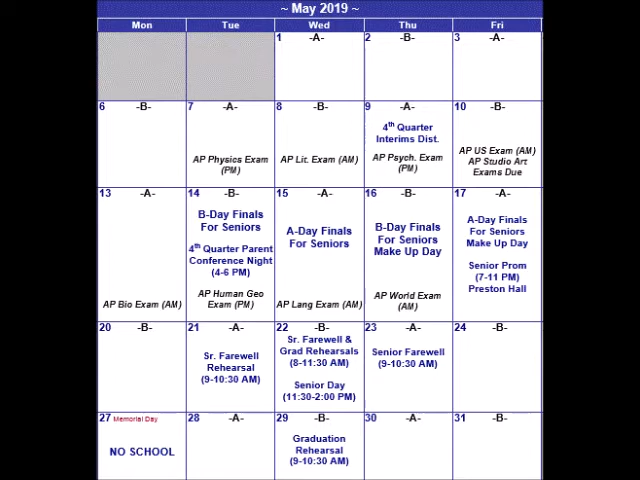 ~ May 2019 ~
Mon Tue Wed Thu Fri
1 -A-
2 -B-
3 -A-
6 -B-
7 -A-
AP Physics Exam
(PM)
8 -B-
AP Lit. Exam (AM)
9 -A-
4th Quarter
Interims Dist.
AP Psych. Exam
(PM)
10 -B-
AP US Exam (AM)
AP Studio Art
Exams Due
13 -A-
AP Bio Exam (AM)
14 -B-
B-Day Finals
For Seniors
4th Quarter Parent
Conference Night
(4-6 PM)
AP Human Geo
Exam (PM)
15 -A-
A-Day Finals
For Seniors
AP Lang Exam (AM)
16 -B-
B-Day Finals
For Seniors
Make Up Day
AP World Exam
(AM)
17 -A-
A-Day Finals
For Seniors
Make Up Day
Senior Prom
(7-11 PM)
Preston Hall
20 -B-
21 -A-
Sr. Farewell
Rehearsal
(9-10:30 AM)
22 -B-
Sr. Farewell &
Grad Rehearsals
(8-11:30 AM)
Senior Day
(11:30-2:00 PM)
23 -A-
Senior Farewell
(9-10:30 AM)
24 -B-
27 Memorial Day
NO SCHOOL
28 -A-
29 -B-
Graduation
Rehearsal
(9-10:30 AM)
30 -A-
31 -B-